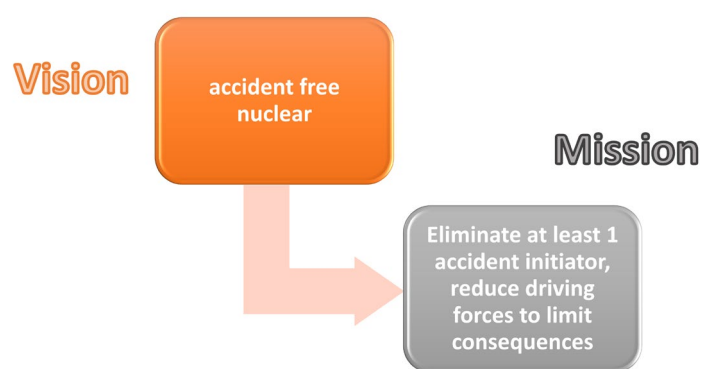 Vision
accident free
nuclear
Mission
Eliminate at least 1
accident initiator,
reduce driving
forces to limit
consequences